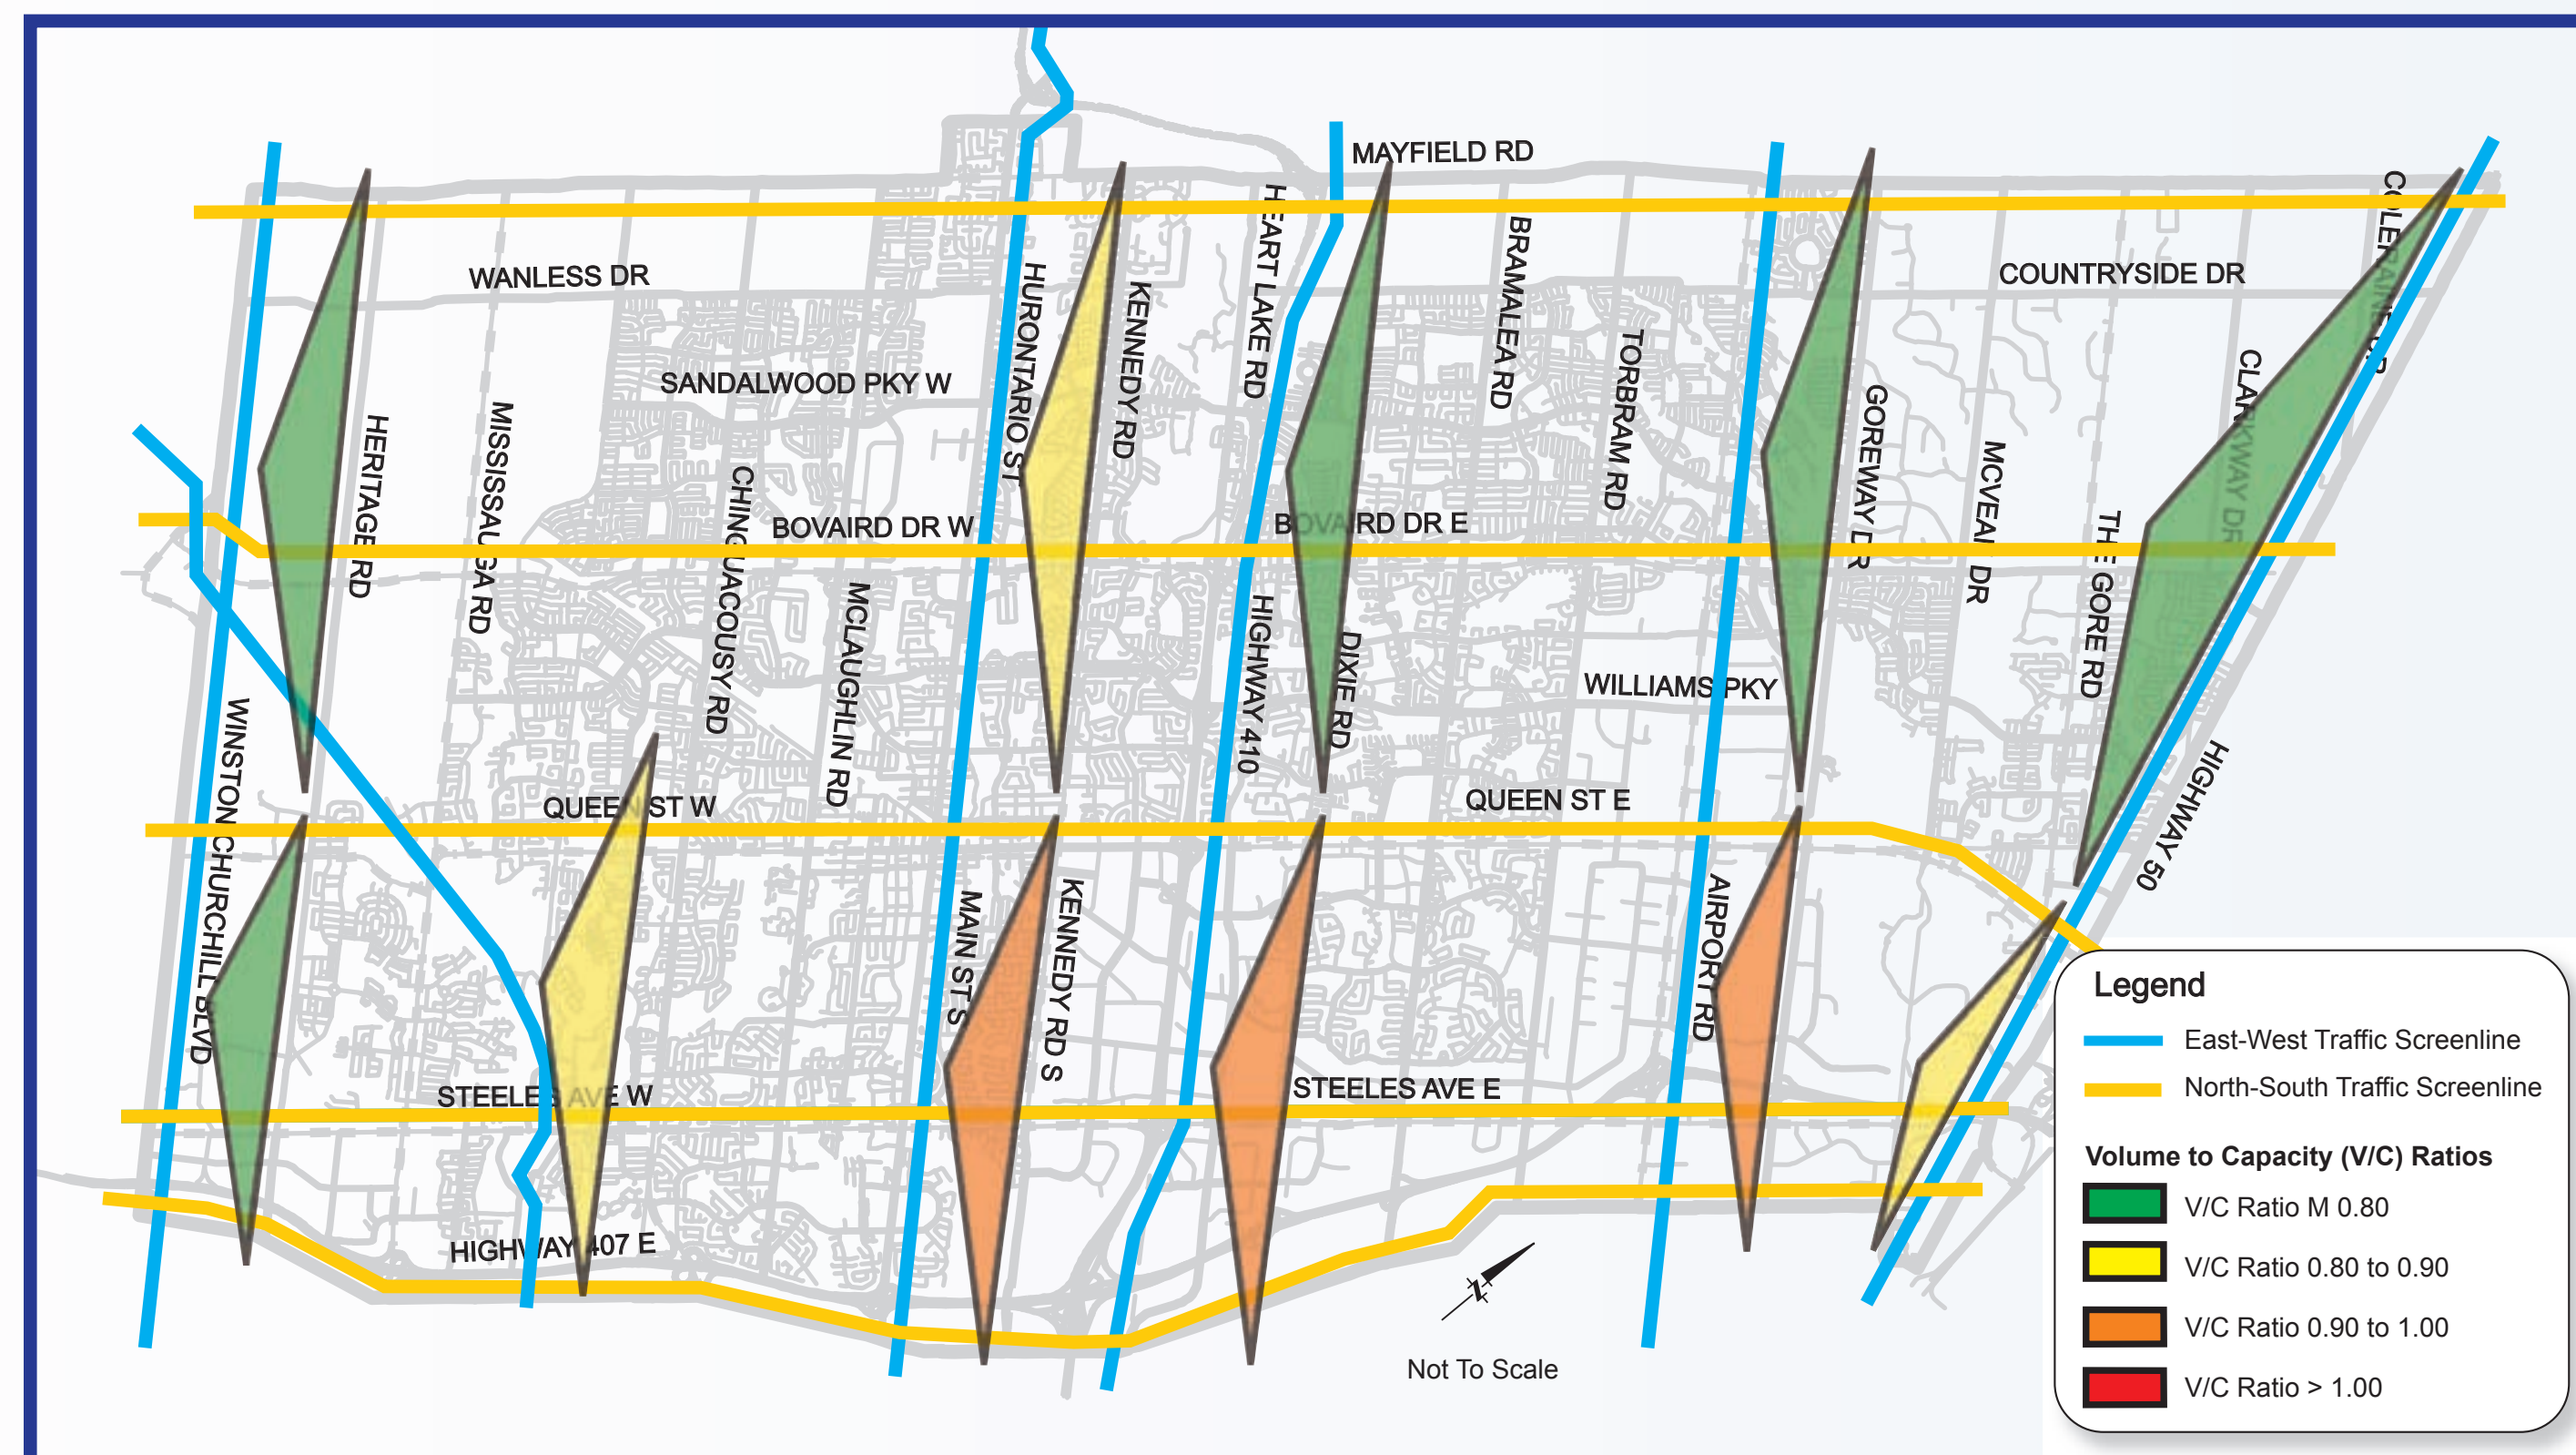 MAYFIELD RD
WANLESS DR
COUNTRYSIDE DR
SANDALWOOD PKY W
HURONTARIO ST
KENNEDY RD
HEART LAKE RD
BRAMALEA RD
TORBRAM RD
COLERAINE DR
CLARKWAY DR
HERITAGE RD
MISSISSAUGA RD
CHINGUACOUSY RD
BOVAIRD DR W
BOVAIRD DR E
GOREWAY DR
MCVEAN DR
THE GORE RD
MCLAUGHLIN RD
HIGHWAY 410
DIXIE RD
WILLIAMS PKY
WINSTON CHURCHILL BLVD
HIGHWAY 50
QUEEN ST W
QUEEN ST E
MAIN ST S
KENNEDY RD S
AIRPORT RD
STEELES AVE W
STEELES AVE E
HIGHWAY 407 E
N
Not To Scale
Legend
East-West Traffic Screenline
North-South Traffic Screenline
Volume to Capacity (V/C) Ratios
V/C Ratio M 0.80
V/C Ratio 0.80 to 0.90
V/C Ratio 0.90 to 1.00
V/C Ratio > 1.00